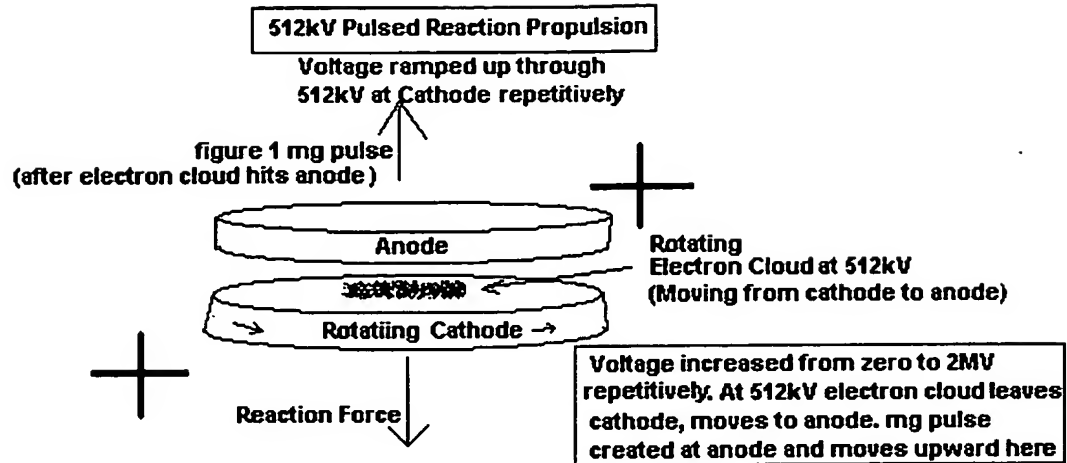 512kV Pulsed Reaction Propulsion
Voltage ramped up through
512kV at Cathode repetitively
figure 1 mg pulse
(after electron cloud hits anode)
Anode
Rotating
Electron Cloud at 512kV
(Moving from cathode to anode)
Rotatiing Cathode
Reaction Force
Voltage increased from zero to 2MV
repetitively. At 512kV electron cloud leaves
cathode, moves to anode. mg pulse
created at anode and moves upward here